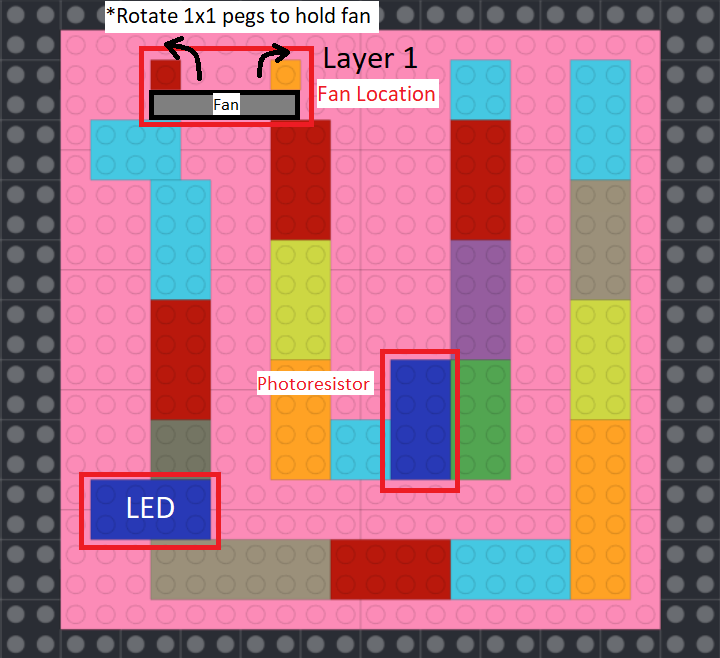 *Rotate 1x1 pegs to hold fan
Layer 1
Fan Location
Fan
Photoresistor
LED